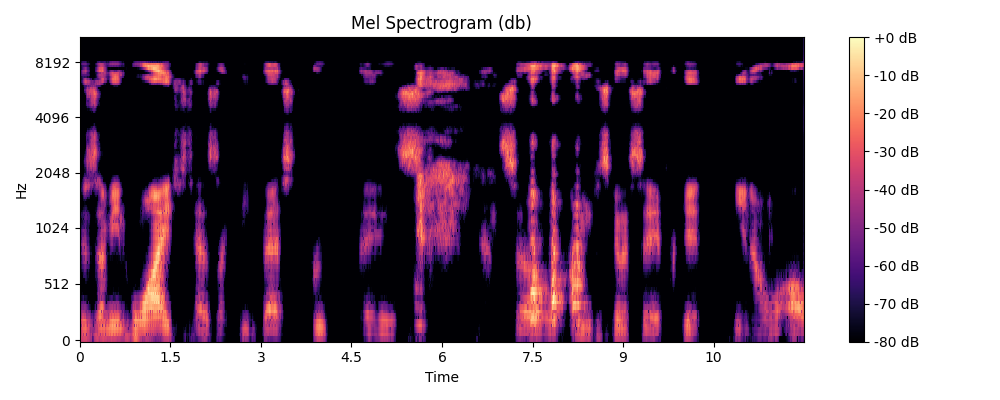 Mel Spectrogram (db)
Hz
8192
4096
2048
1024
512
0
0 1.5 3 4.5 6 7.5 9 10
Time
+0 dB
-10 dB
-20 dB
-30 dB
-40 dB
-50 dB
-60 dB
-70 dB
-80 dB